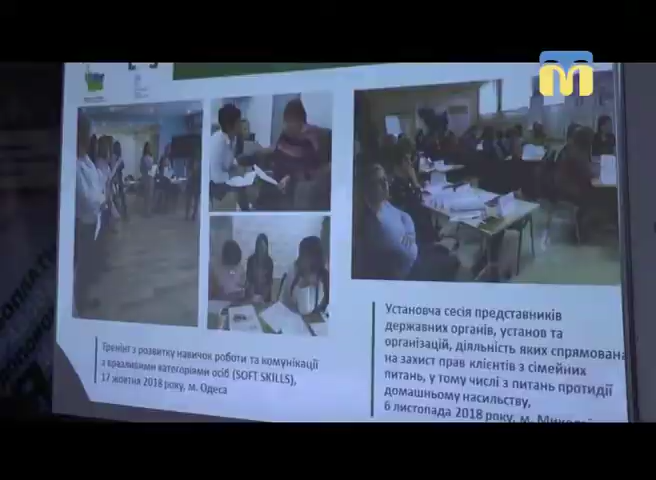 Тренінг з розвитку навичок роботи та комунікації
з вразливими категоріями осіб (SOFT SKILLS),
17 жовтня 2018 року, м. Одеса
Установча сесія представників
державних органів, установ та
організацій, діяльність яких спрямована
на захист прав клієнтів з сімейних
питань, у тому числі з питань протидії
домашньому насильству,
6 листопада 2018 року, м.